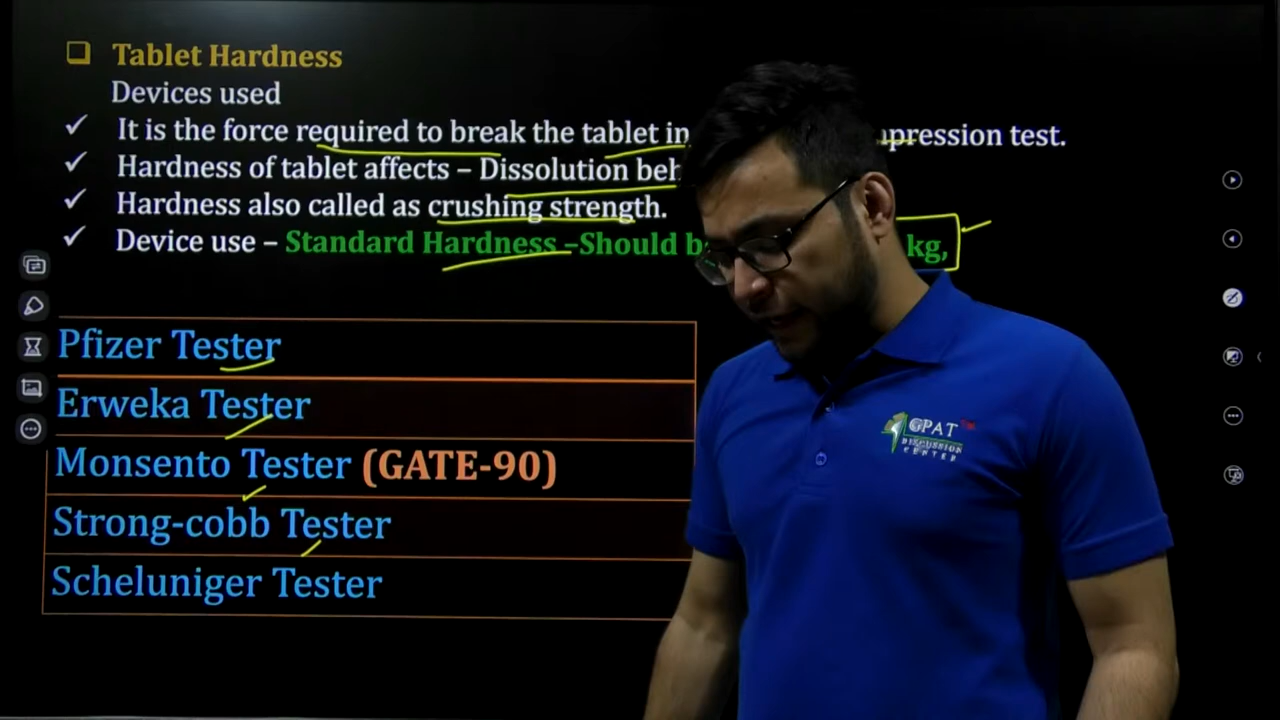 Tablet Hardness
Devices used
It is the force required to break the tablet in pression test.
Hardness of tablet affects – Dissolution beh
Hardness also called as crushing strength.
Device use – Standard Hardness –Should b kg,
Pfizer Tester
Erweka Tester
Monsento Tester (GATE-90)
Strong-cobb Tester
Scheluniger Tester
GPAT
DISCUSSION
CENTER